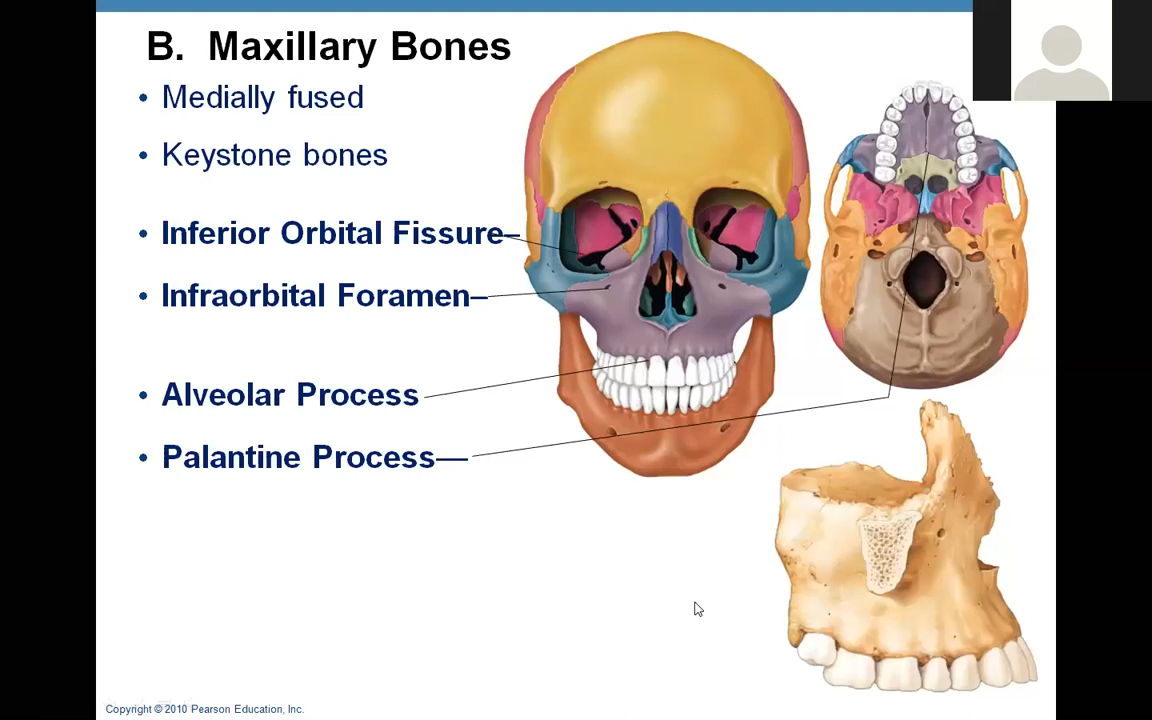 B. Maxillary Bones
• Medially fused
• Keystone bones
• Inferior Orbital Fissure–
• Infraorbital Foramen–
• Alveolar Process
• Palantine Process—
Copyright © 2010 Pearson Education, Inc.